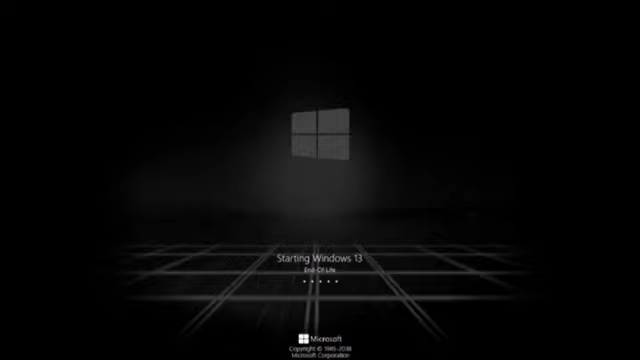 Starting Windows 13
End Of Life
Microsoft
Copyright © 1985-2038
Microsoft Corporation